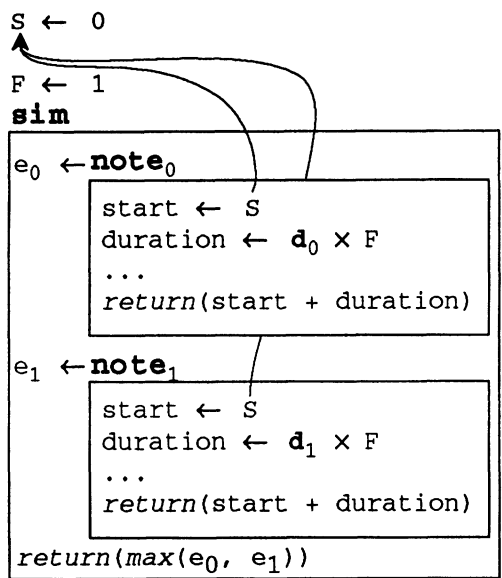 S ← 0
F ← 1
sim
e₀ ← note₀
start ← S
duration ← d₀ × F
...
return(start + duration)
e₁ ← note₁
start ← S
duration ← d₁ × F
...
return(start + duration)
return(max(e₀, e₁))